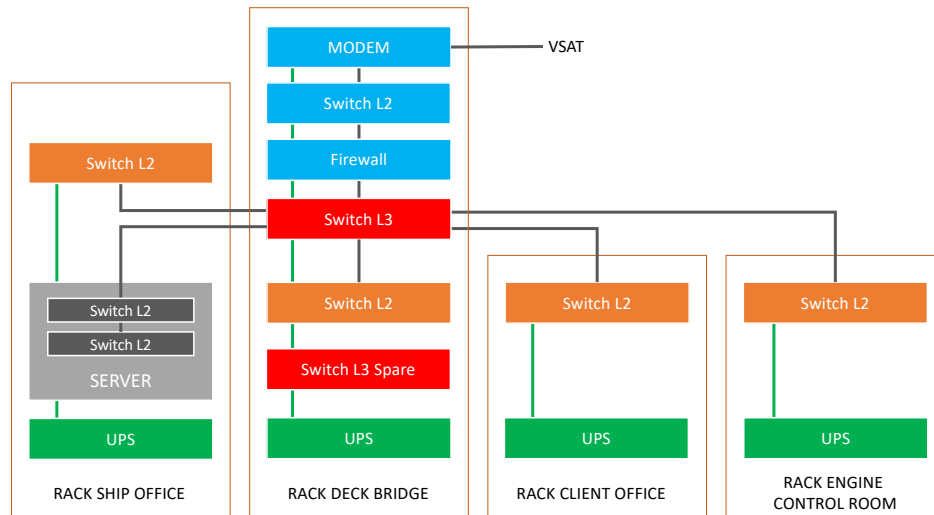 MODEM
VSAT
Switch L2
Firewall
Switch L3
Switch L2
Switch L3 Spare
UPS
RACK DECK BRIDGE
Switch L2
Switch L2
Switch L2
SERVER
UPS
RACK SHIP OFFICE
Switch L2
UPS
RACK CLIENT OFFICE
Switch L2
UPS
RACK ENGINE
CONTROL ROOM